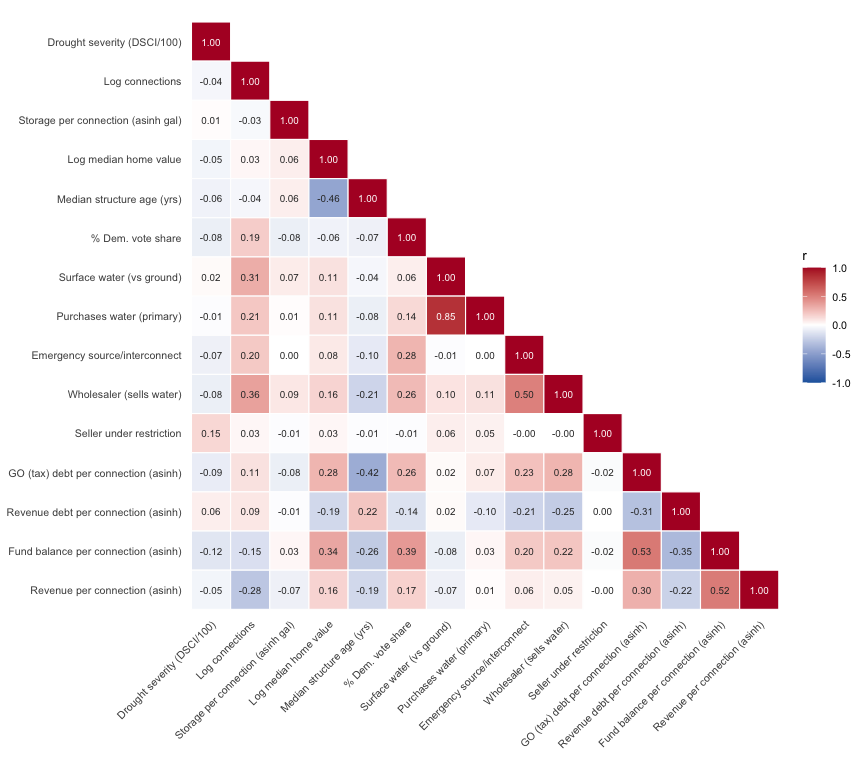 Drought severity (DSCI/100) 1.00
Log connections -0.04 1.00
Storage per connection (asinh gal) 0.01 -0.03 1.00
Log median home value -0.05 0.03 0.06 1.00
Median structure age (yrs) -0.06 -0.04 0.06 -0.46 1.00
% Dem. vote share -0.08 0.19 -0.08 -0.06 -0.07 1.00
Surface water (vs ground) 0.02 0.31 0.07 0.11 -0.04 0.06 1.00
Purchases water (primary) -0.01 0.21 0.01 0.11 -0.08 0.14 0.85 1.00
Emergency source/interconnect -0.07 0.20 0.00 0.08 -0.10 0.28 -0.01 0.00 1.00
Wholesaler (sells water) -0.08 0.36 0.09 0.16 -0.21 0.26 0.10 0.11 0.50 1.00
Seller under restriction 0.15 0.03 -0.01 0.03 -0.01 -0.01 0.06 0.05 -0.00 -0.00 1.00
GO (tax) debt per connection (asinh) -0.09 0.11 -0.08 0.28 -0.42 0.26 0.02 0.07 0.23 0.28 -0.02 1.00
Revenue debt per connection (asinh) 0.06 0.09 -0.01 -0.19 0.22 -0.14 0.02 -0.10 -0.21 -0.25 0.00 -0.31 1.00
Fund balance per connection (asinh) -0.12 -0.15 0.03 0.34 -0.26 0.39 -0.08 0.03 0.20 0.22 -0.02 0.53 -0.35 1.00
Revenue per connection (asinh) -0.05 -0.28 -0.07 0.16 -0.19 0.17 -0.07 0.01 0.06 0.05 -0.00 0.30 -0.22 0.52 1.00
Drought severity (DSCI/100)
Log connections
Storage per connection (asinh gal)
Log median home value
Median structure age (yrs)
% Dem. vote share
Surface water (vs ground)
Purchases water (primary)
Emergency source/interconnect
Wholesaler (sells water)
Seller under restriction
GO (tax) debt per connection (asinh)
Revenue debt per connection (asinh)
Fund balance per connection (asinh)
Revenue per connection (asinh)
r
1.0
0.5
0.0
-0.5
-1.0